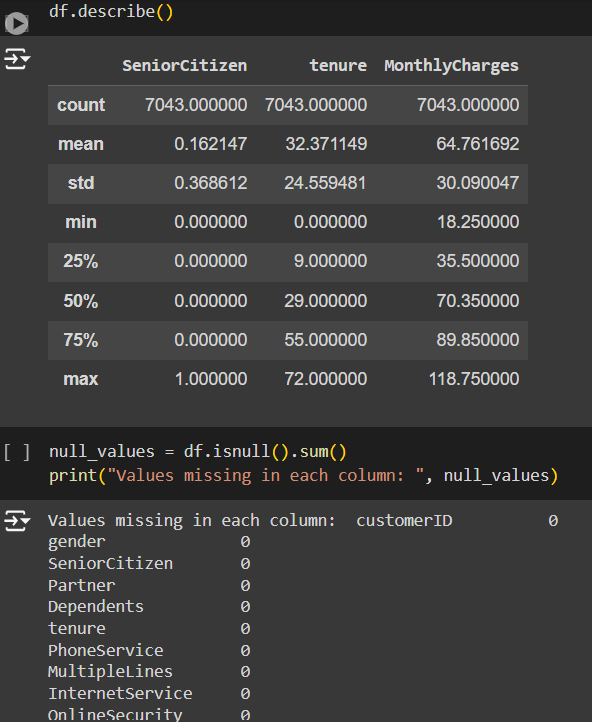 df.describe()
SeniorCitizen tenure MonthlyCharges
count 7043.000000 7043.000000 7043.000000
mean 0.162147 32.371149 64.761692
std 0.368612 24.559481 30.090047
min 0.000000 0.000000 18.250000
25% 0.000000 9.000000 35.500000
50% 0.000000 29.000000 70.350000
75% 0.000000 55.000000 89.850000
max 1.000000 72.000000 118.750000
[ ] null_values = df.isnull().sum()
print("Values missing in each column: ", null_values)
Values missing in each column:  customerID 0
gender 0
SeniorCitizen 0
Partner 0
Dependents 0
tenure 0
PhoneService 0
MultipleLines 0
InternetService 0
OnlineSecurity 0